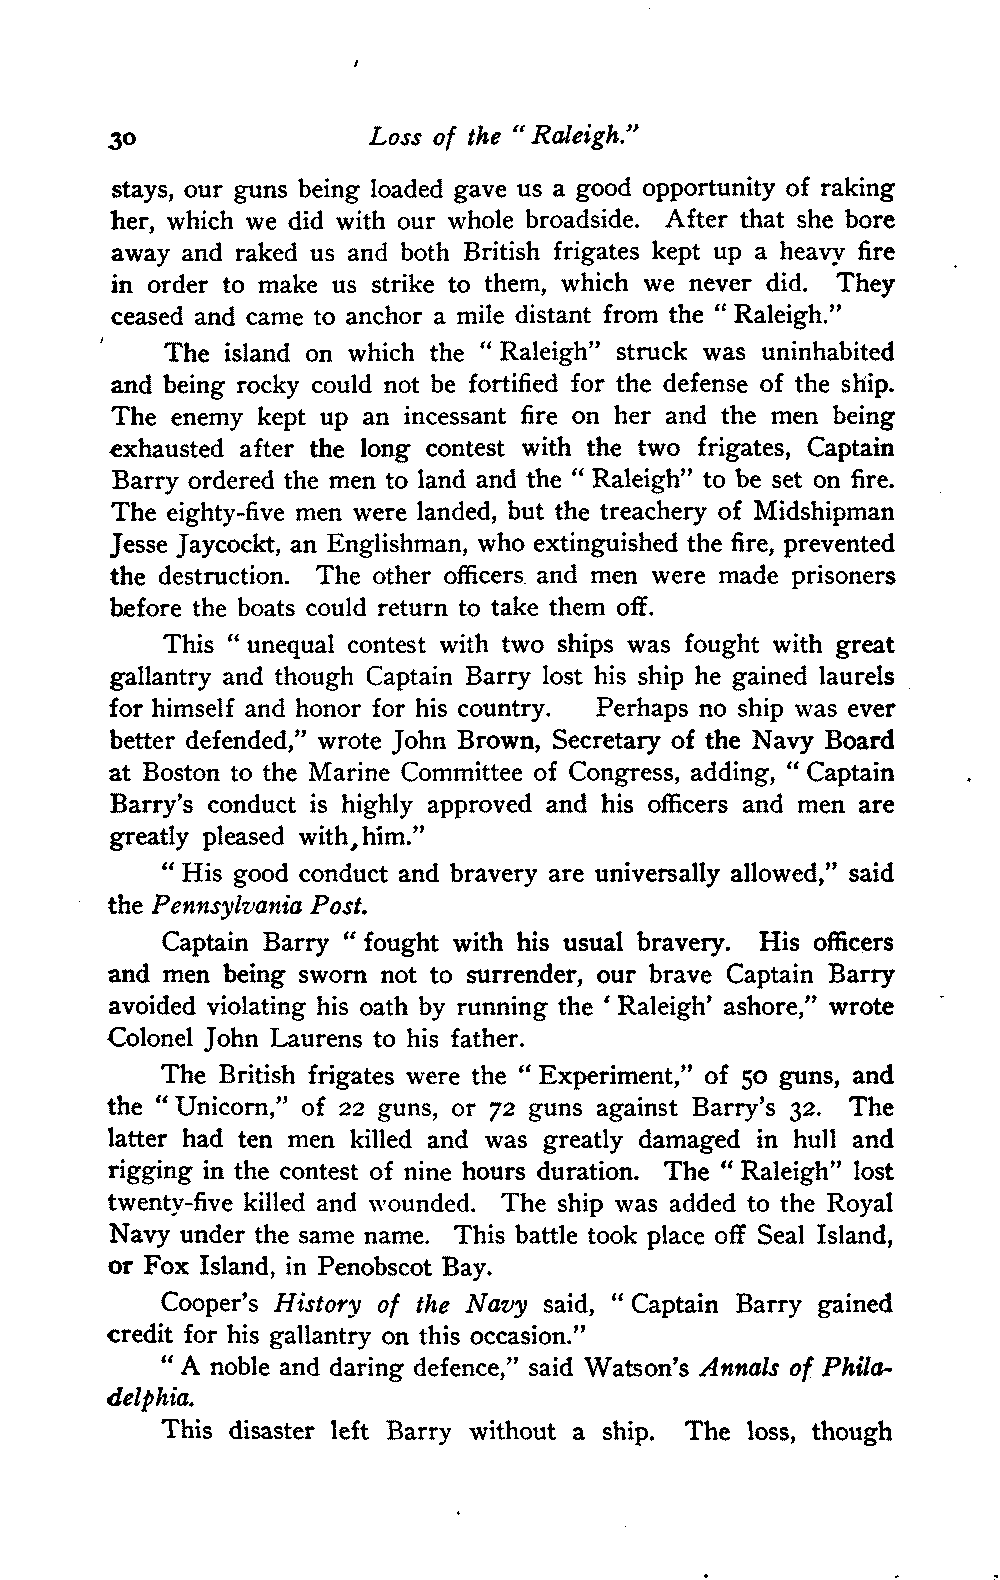 30 Loss of the “ Raleigh.”
stays, our guns being loaded gave us a good opportunity of raking
her, which we did with our whole broadside. After that she bore
away and raked us and both British frigates kept up a heavy fire
in order to make us strike to them, which we never did. They
ceased and came to anchor a mile distant from the “ Raleigh.”
The island on which the “ Raleigh” struck was uninhabited
and being rocky could not be fortified for the defense of the ship.
The enemy kept up an incessant fire on her and the men being
exhausted after the long contest with the two frigates, Captain
Barry ordered the men to land and the “ Raleigh” to be set on fire.
The eighty-five men were landed, but the treachery of Midshipman
Jesse Jaycockt, an Englishman, who extinguished the fire, prevented
the destruction. The other officers and men were made prisoners
before the boats could return to take them off.
This “ unequal contest with two ships was fought with great
gallantry and though Captain Barry lost his ship he gained laurels
for himself and honor for his country. Perhaps no ship was ever
better defended,” wrote John Brown, Secretary of the Navy Board
at Boston to the Marine Committee of Congress, adding, “ Captain
Barry’s conduct is highly approved and his officers and men are
greatly pleased with him.”
“ His good conduct and bravery are universally allowed,” said
the Pennsylvania Post.
Captain Barry “ fought with his usual bravery. His officers
and men being sworn not to surrender, our brave Captain Barry
avoided violating his oath by running the ‘ Raleigh’ ashore,” wrote
Colonel John Laurens to his father.
The British frigates were the “ Experiment,” of 50 guns, and
the “ Unicorn,” of 22 guns, or 72 guns against Barry’s 32. The
latter had ten men killed and was greatly damaged in hull and
rigging in the contest of nine hours duration. The “ Raleigh” lost
twenty-five killed and wounded. The ship was added to the Royal
Navy under the same name. This battle took place off Seal Island,
or Fox Island, in Penobscot Bay.
Cooper’s History of the Navy said, “ Captain Barry gained
credit for his gallantry on this occasion.”
“ A noble and daring defence,” said Watson’s Annals of Phila-
delphia.
This disaster left Barry without a ship. The loss, though